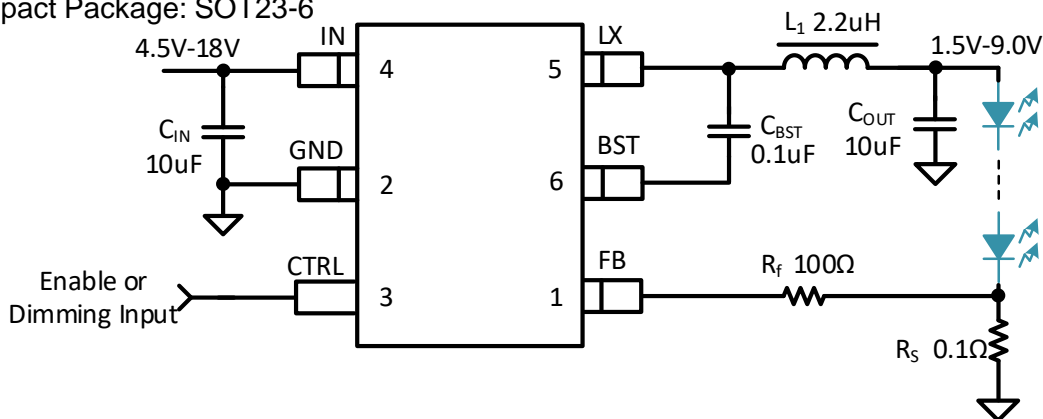 pact Package: SOT23-6
4.5V-18V
IN
4
5
LX
L1 2.2uH
1.5V-9.0V
CIN
10uF
GND
2
6
BST
CBST
0.1uF
COUT
10uF
Enable or
Dimming Input
CTRL
3
1
FB
Rf 100Ω
RS 0.1Ω